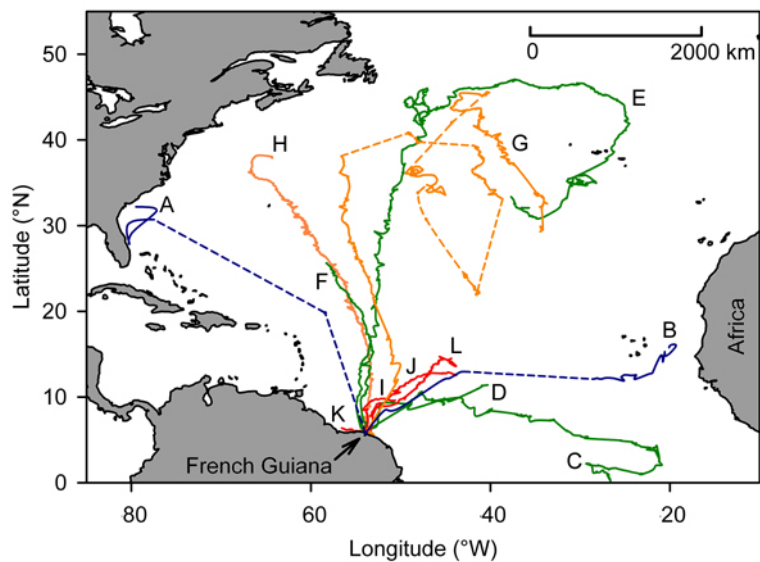 50
0 2000 km
E
40
H
G
A
30
F
20
L
B
J
10
I
D
K
French Guiana
C
0
80
60
40
20
Africa
Latitude (°N)
Longitude (°W)